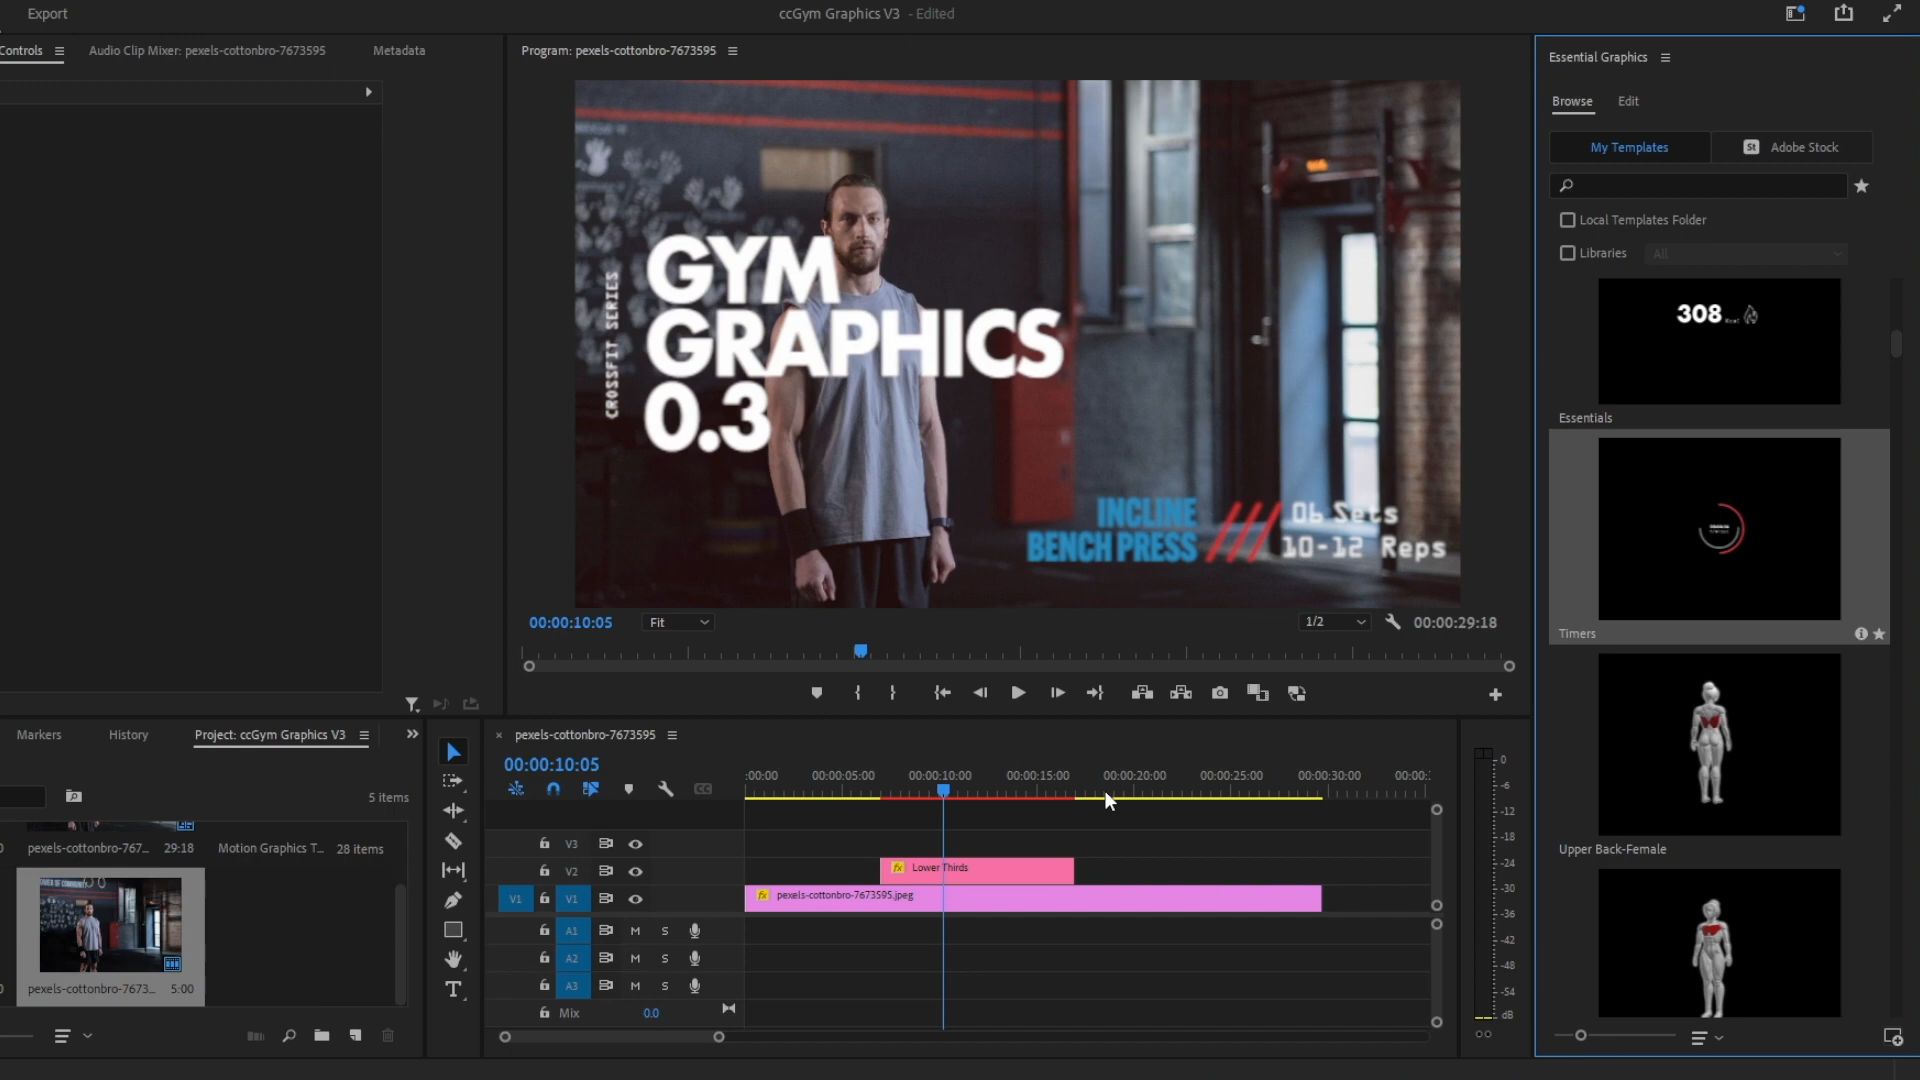 Export
ccGym Graphics V3 - Edited
Controls
Audio Clip Mixer: pexels-cottonbro-7673595
Metadata
Program: pexels-cottonbro-7673595
CROSSFIT SERIES
GYM
GRAPHICS
0.3
INCLINE
BENCH PRESS
///
06 Sets
10-12 Reps
00:00:10:05
Fit
1/2
00:00:29:18
Essential Graphics
Browse
Edit
My Templates
St Adobe Stock
Local Templates Folder
Libraries
All
308
Essentials
Timers
Upper Back-Female
Markers
History
Project: ccGym Graphics V3
5 items
pexels-cottonbro-767... 29:18
Motion Graphics T... 28 items
pexels-cottonbro-7673... 5:00
pexels-cottonbro-7673595
00:00:10:05
:00:00
00:00:05:00
00:00:10:00
00:00:15:00
00:00:20:00
00:00:25:00
00:00:30:00
00:00:
V3
V2
fx Lower Thirds
V1
V1
fx pexels-cottonbro-7673595.jpeg
A1 M S
A2 M S
A3 M S
Mix 0.0
0
-6
-12
-18
-24
-30
-36
-42
-48
-54
dB